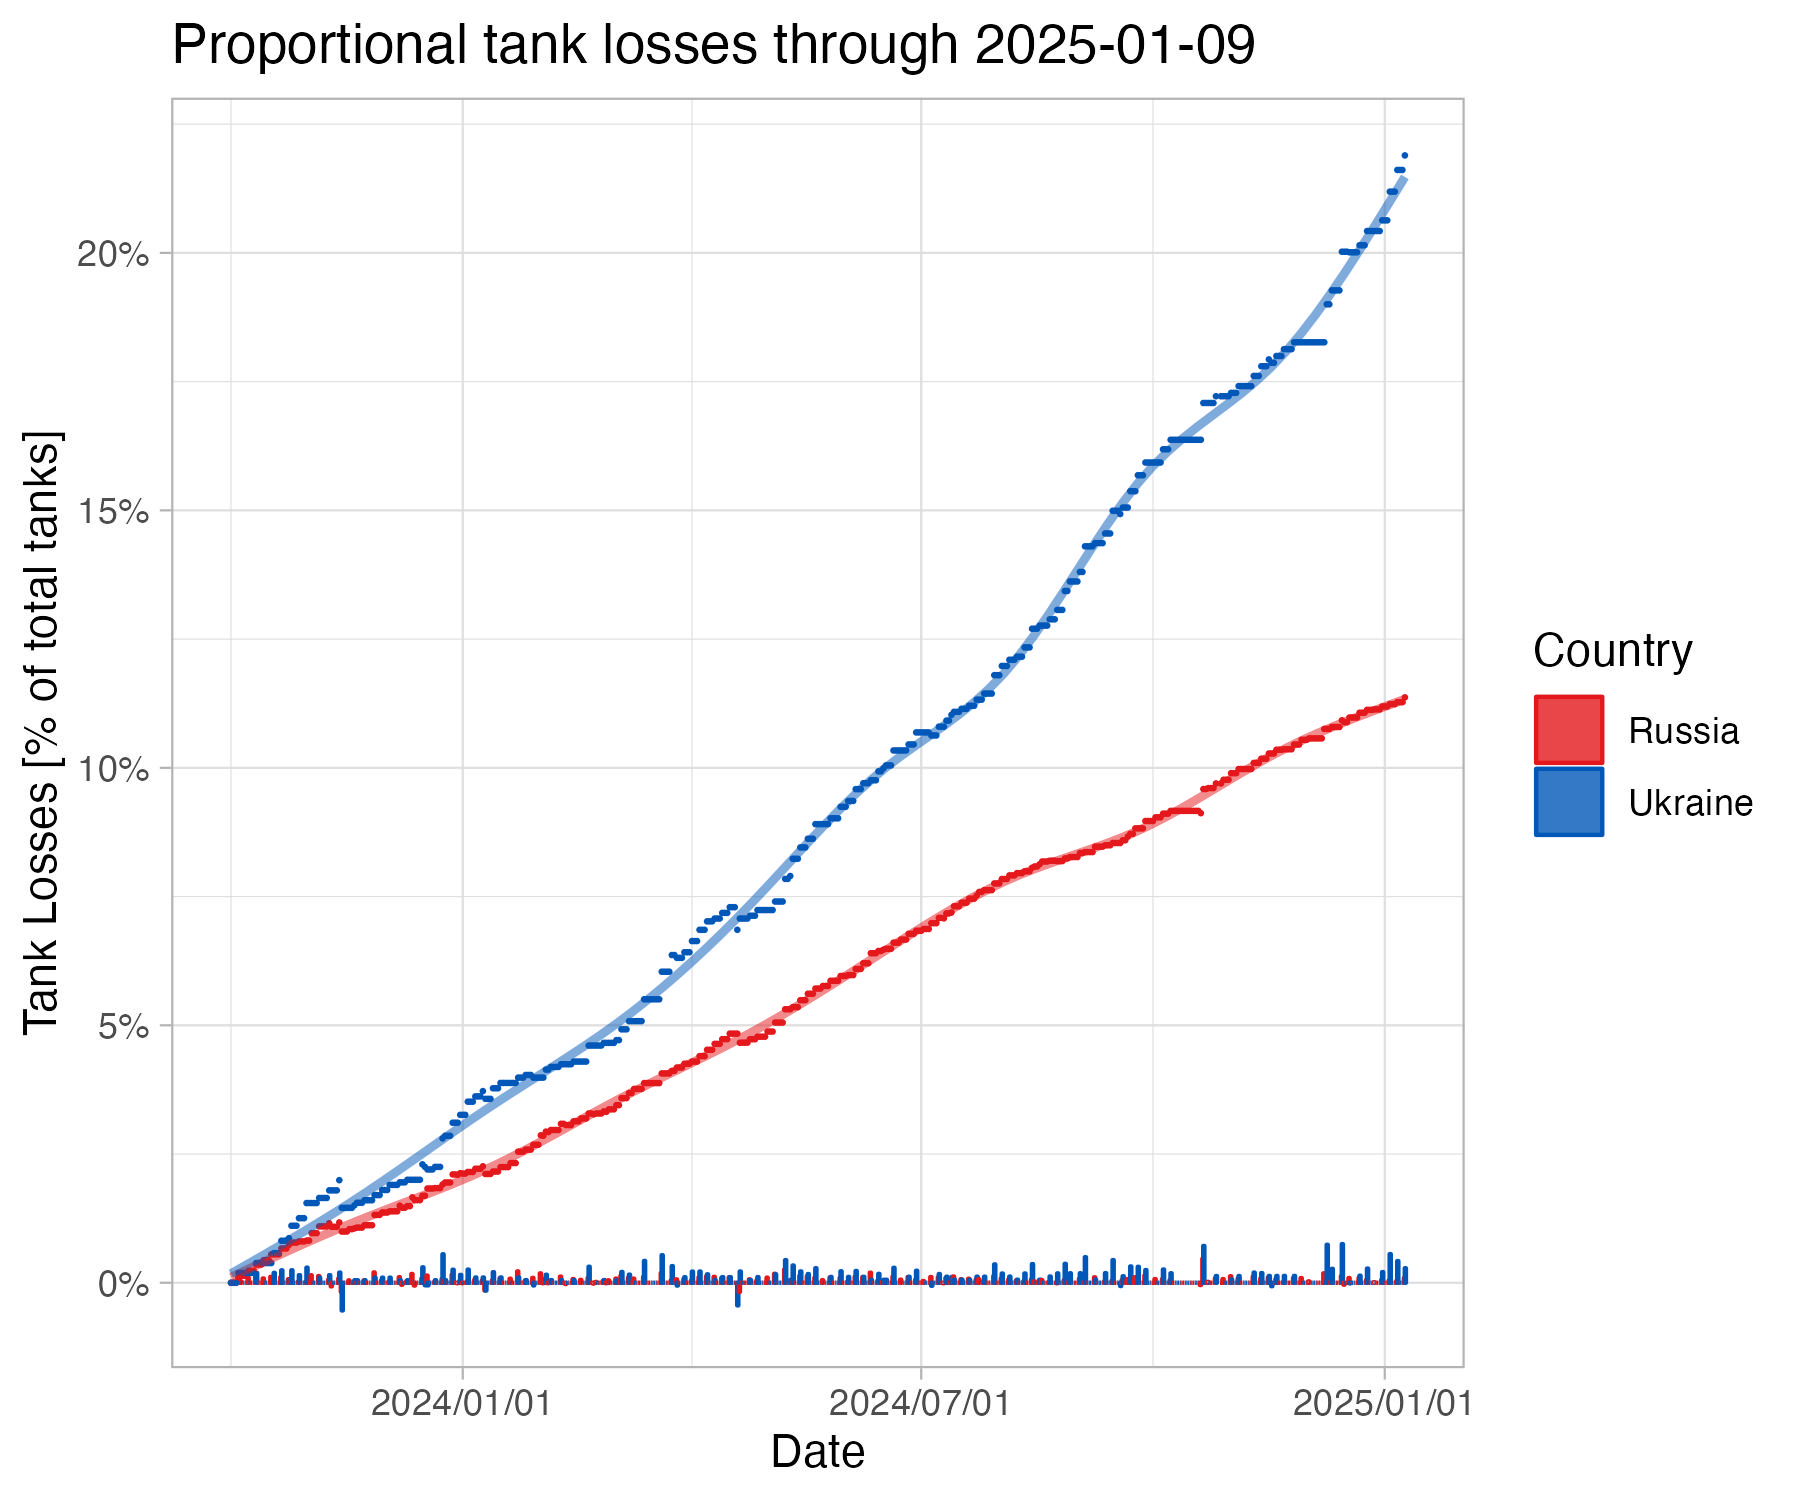 Proportional tank losses through 2025-01-09
Tank Losses [% of total tanks]
20%
15%
10%
5%
0%
2024/01/01
2024/07/01
2025/01/01
Date
Country
Russia
Ukraine